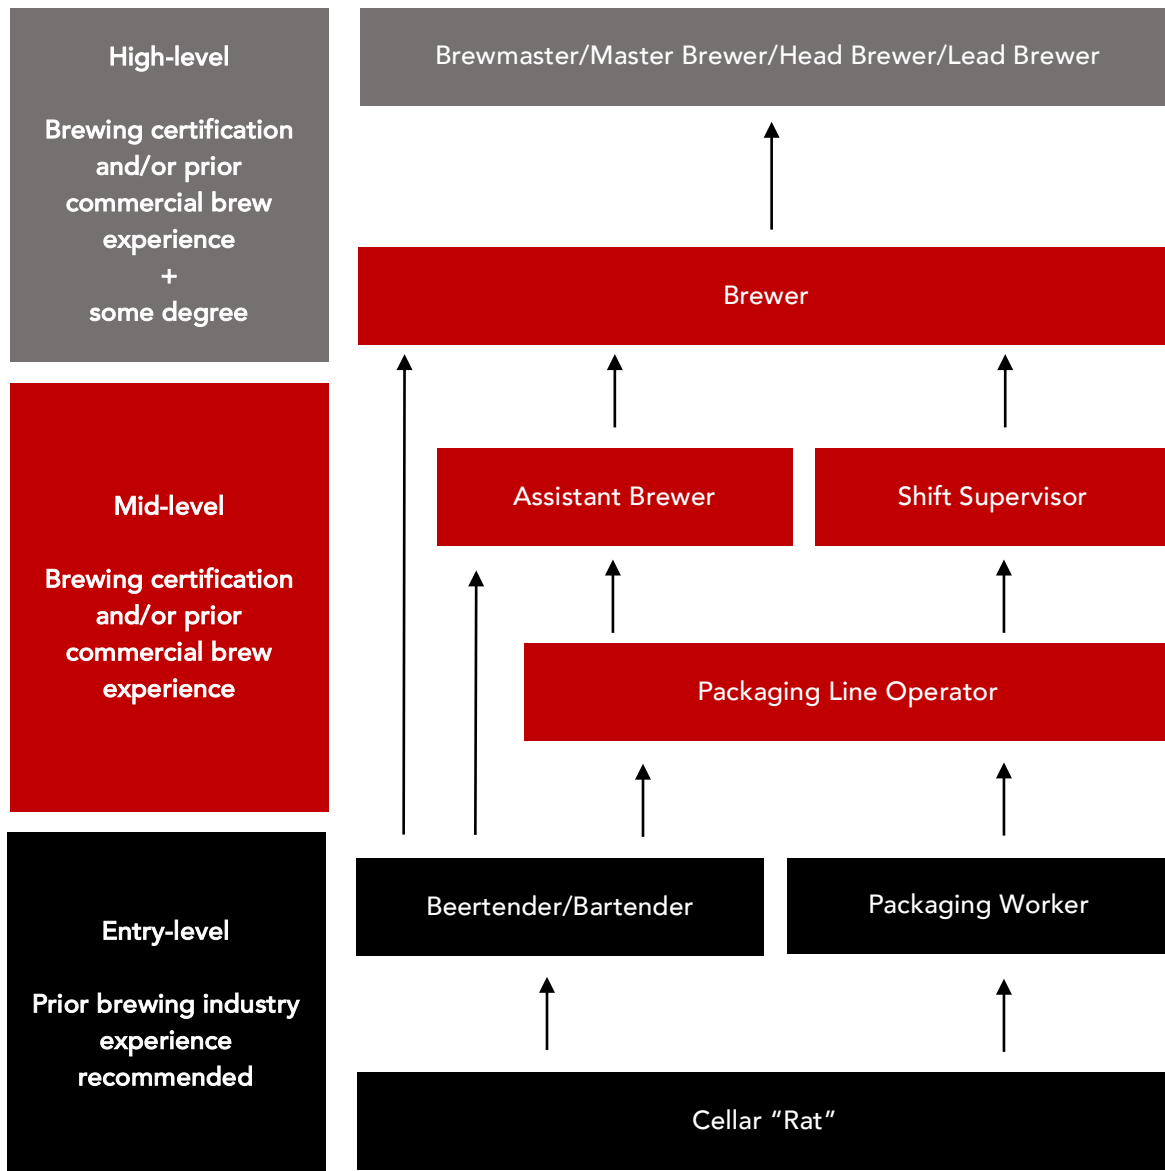 High-level
Brewing certification
and/or prior
commercial brew
experience
+
some degree
Brewmaster/Master Brewer/Head Brewer/Lead Brewer
Brewer
Mid-level
Brewing certification
and/or prior
commercial brew
experience
Assistant Brewer
Shift Supervisor
Packaging Line Operator
Entry-level
Prior brewing industry
experience
recommended
Beertender/Bartender
Packaging Worker
Cellar “Rat”